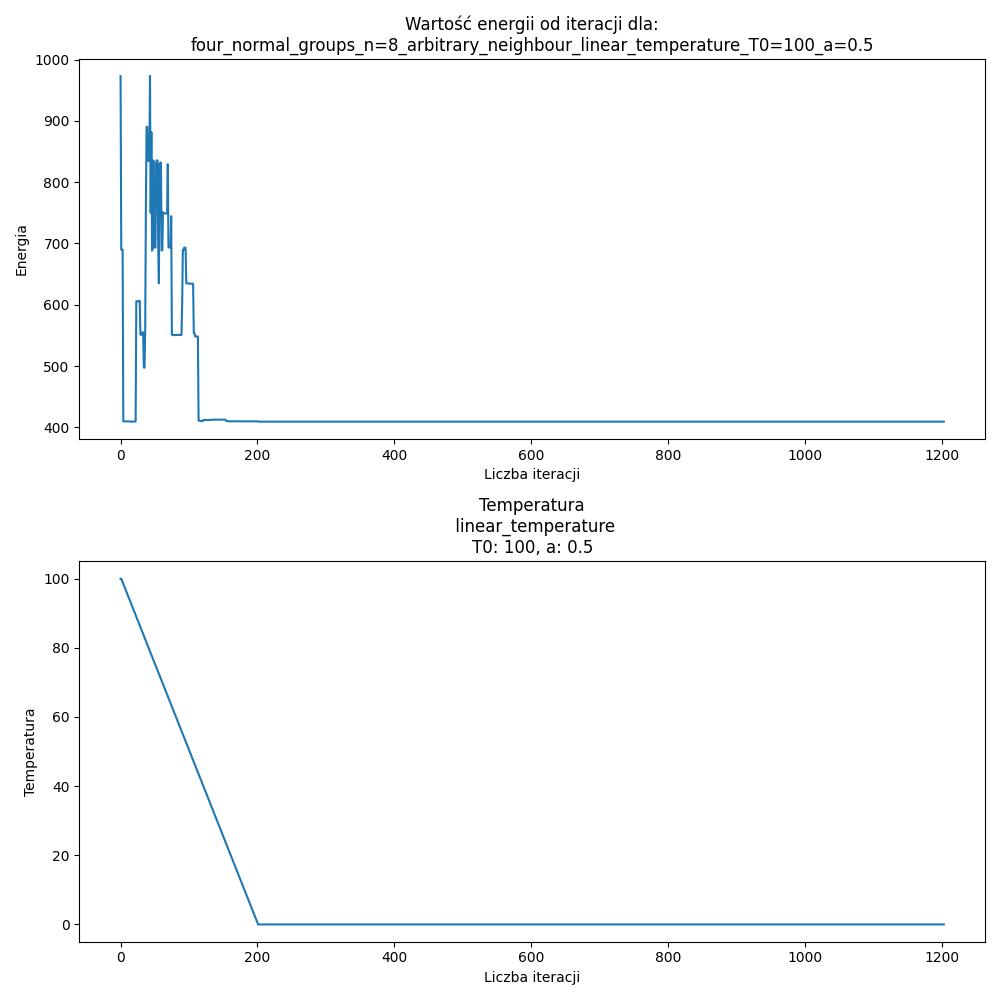 Wartość energii od iteracji dla:
four_normal_groups_n=8_arbitrary_neighbour_linear_temperature_T0=100_a=0.5
1000
900
800
700
600
500
400
Energia
0 200 400 600 800 1000 1200
Liczba iteracji
Temperatura
linear_temperature
T0: 100, a: 0.5
100
80
60
40
20
0
Temperatura
0 200 400 600 800 1000 1200
Liczba iteracji